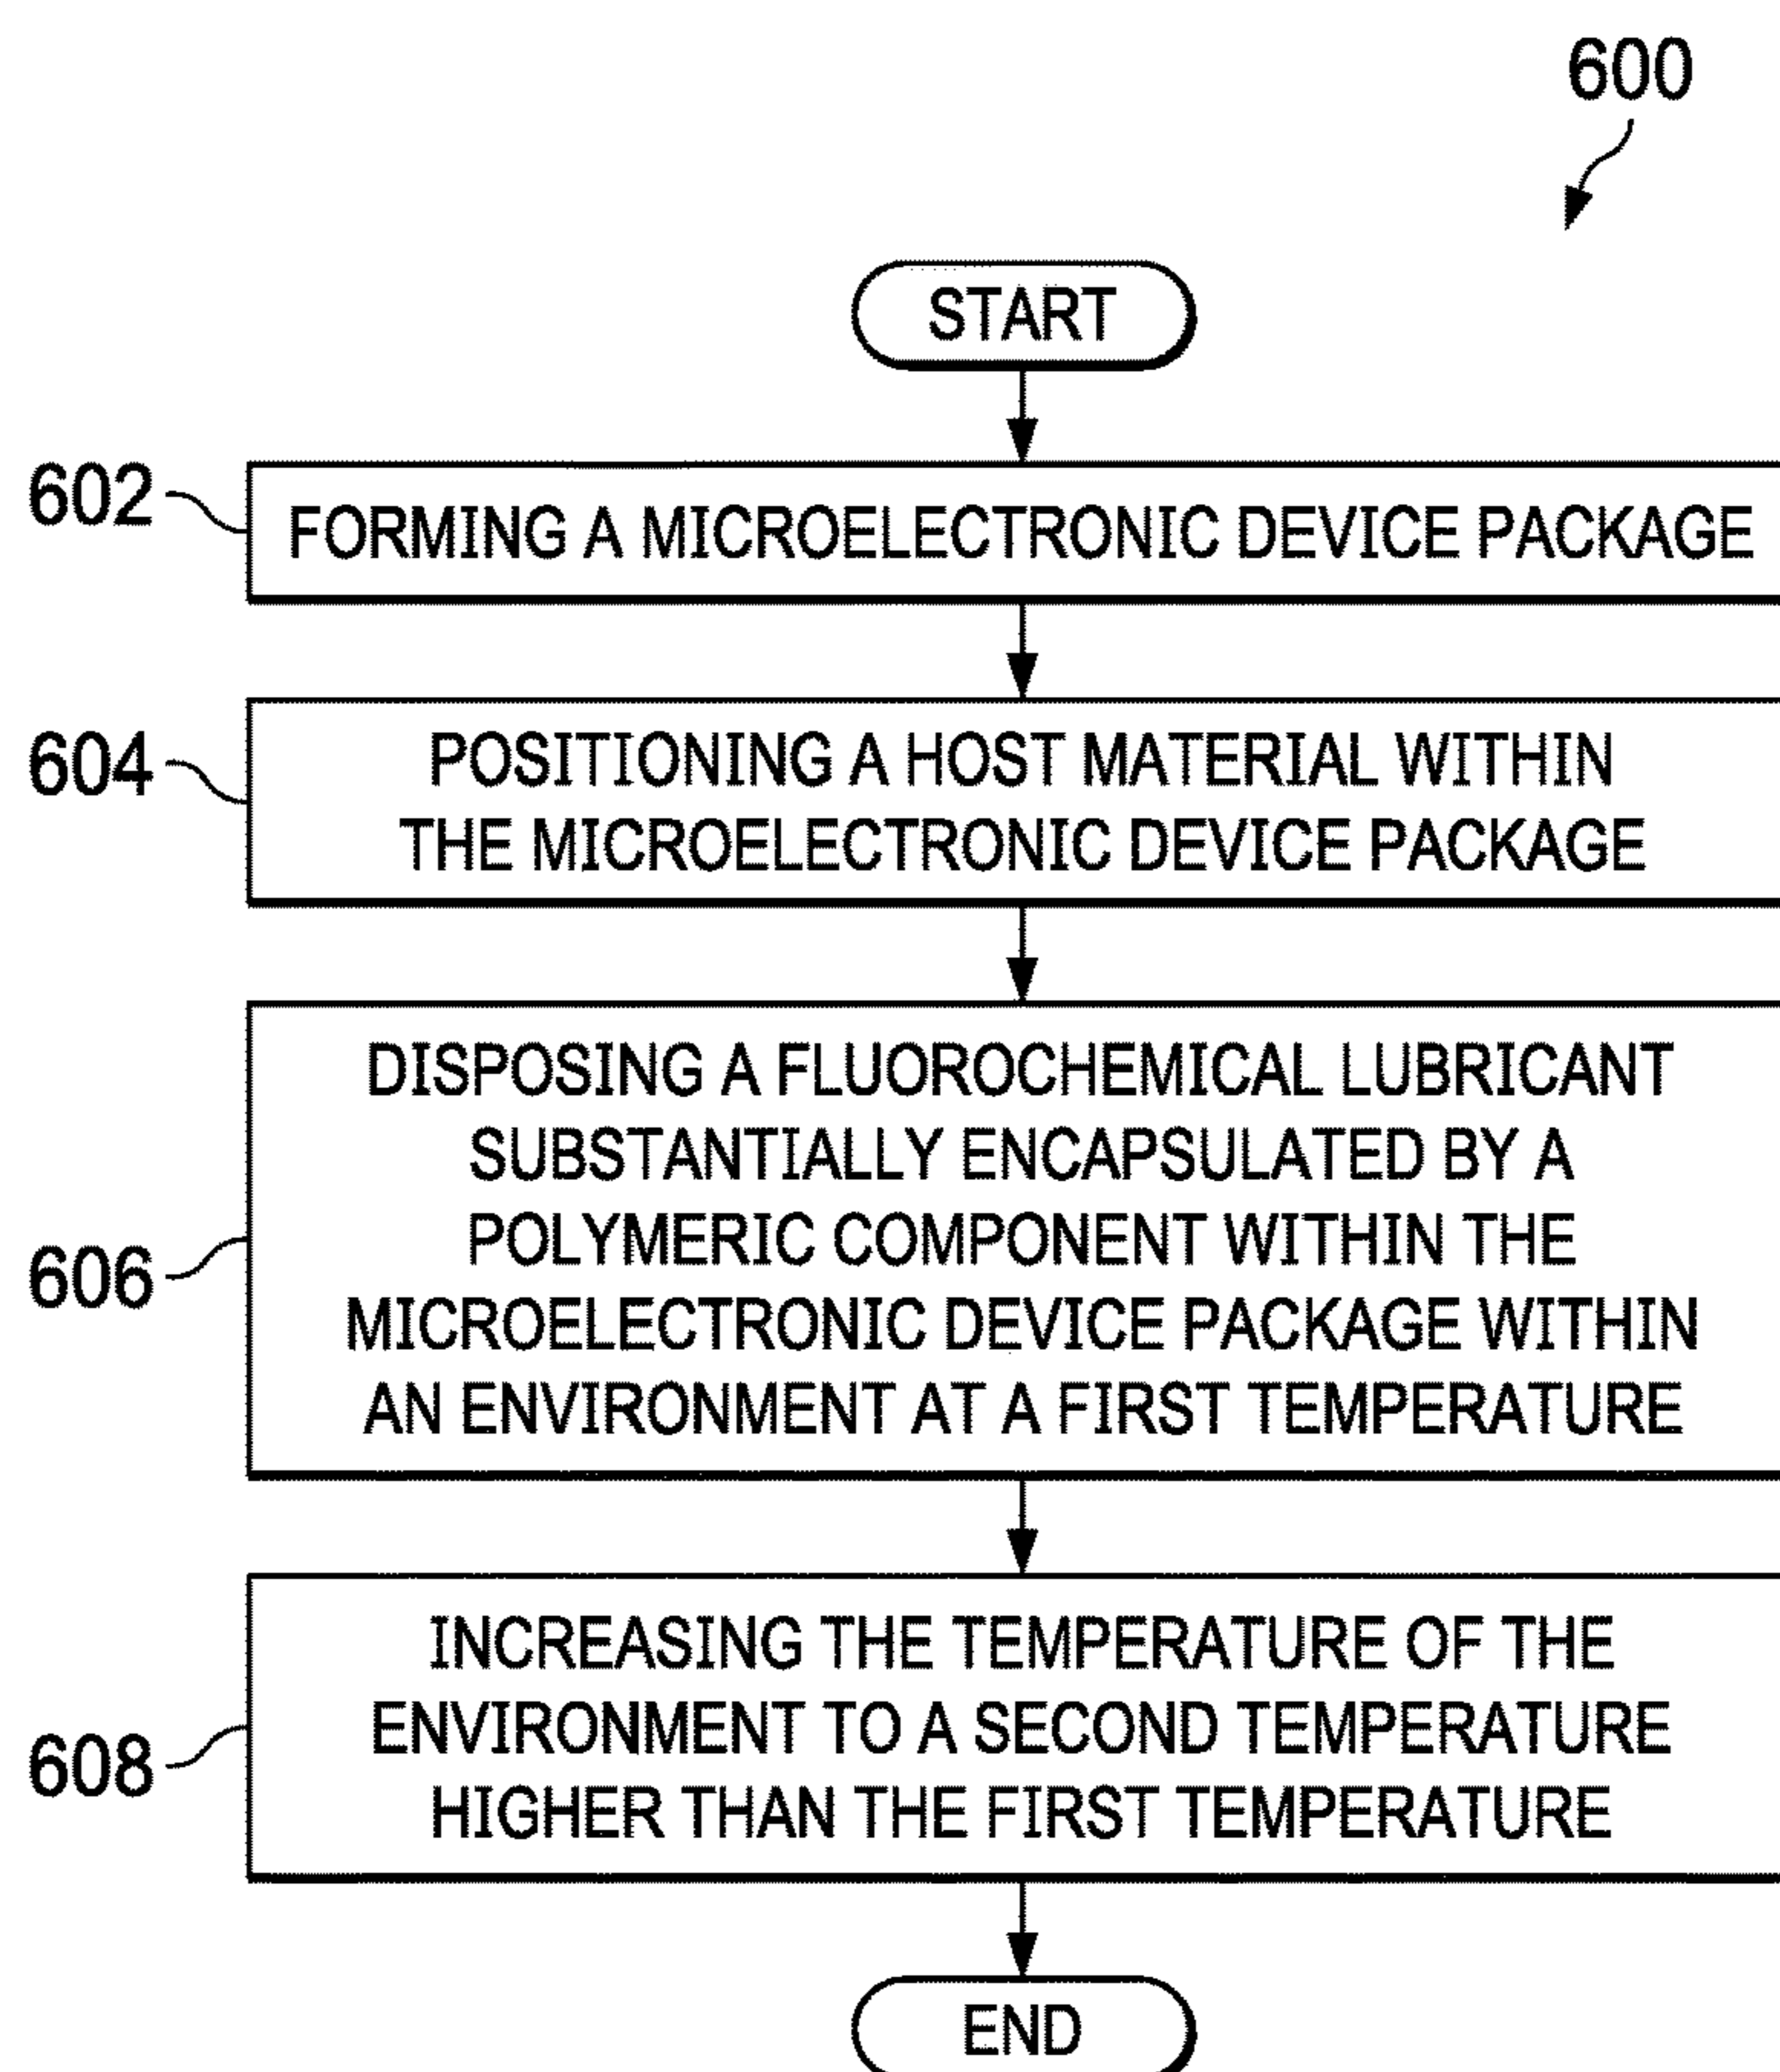 600
START
602
FORMING A MICROELECTRONIC DEVICE PACKAGE
604
POSITIONING A HOST MATERIAL WITHIN
THE MICROELECTRONIC DEVICE PACKAGE
606
DISPOSING A FLUOROCHEMICAL LUBRICANT
SUBSTANTIALLY ENCAPSULATED BY A
POLYMERIC COMPONENT WITHIN THE
MICROELECTRONIC DEVICE PACKAGE WITHIN
AN ENVIRONMENT AT A FIRST TEMPERATURE
608
INCREASING THE TEMPERATURE OF THE
ENVIRONMENT TO A SECOND TEMPERATURE
HIGHER THAN THE FIRST TEMPERATURE
END